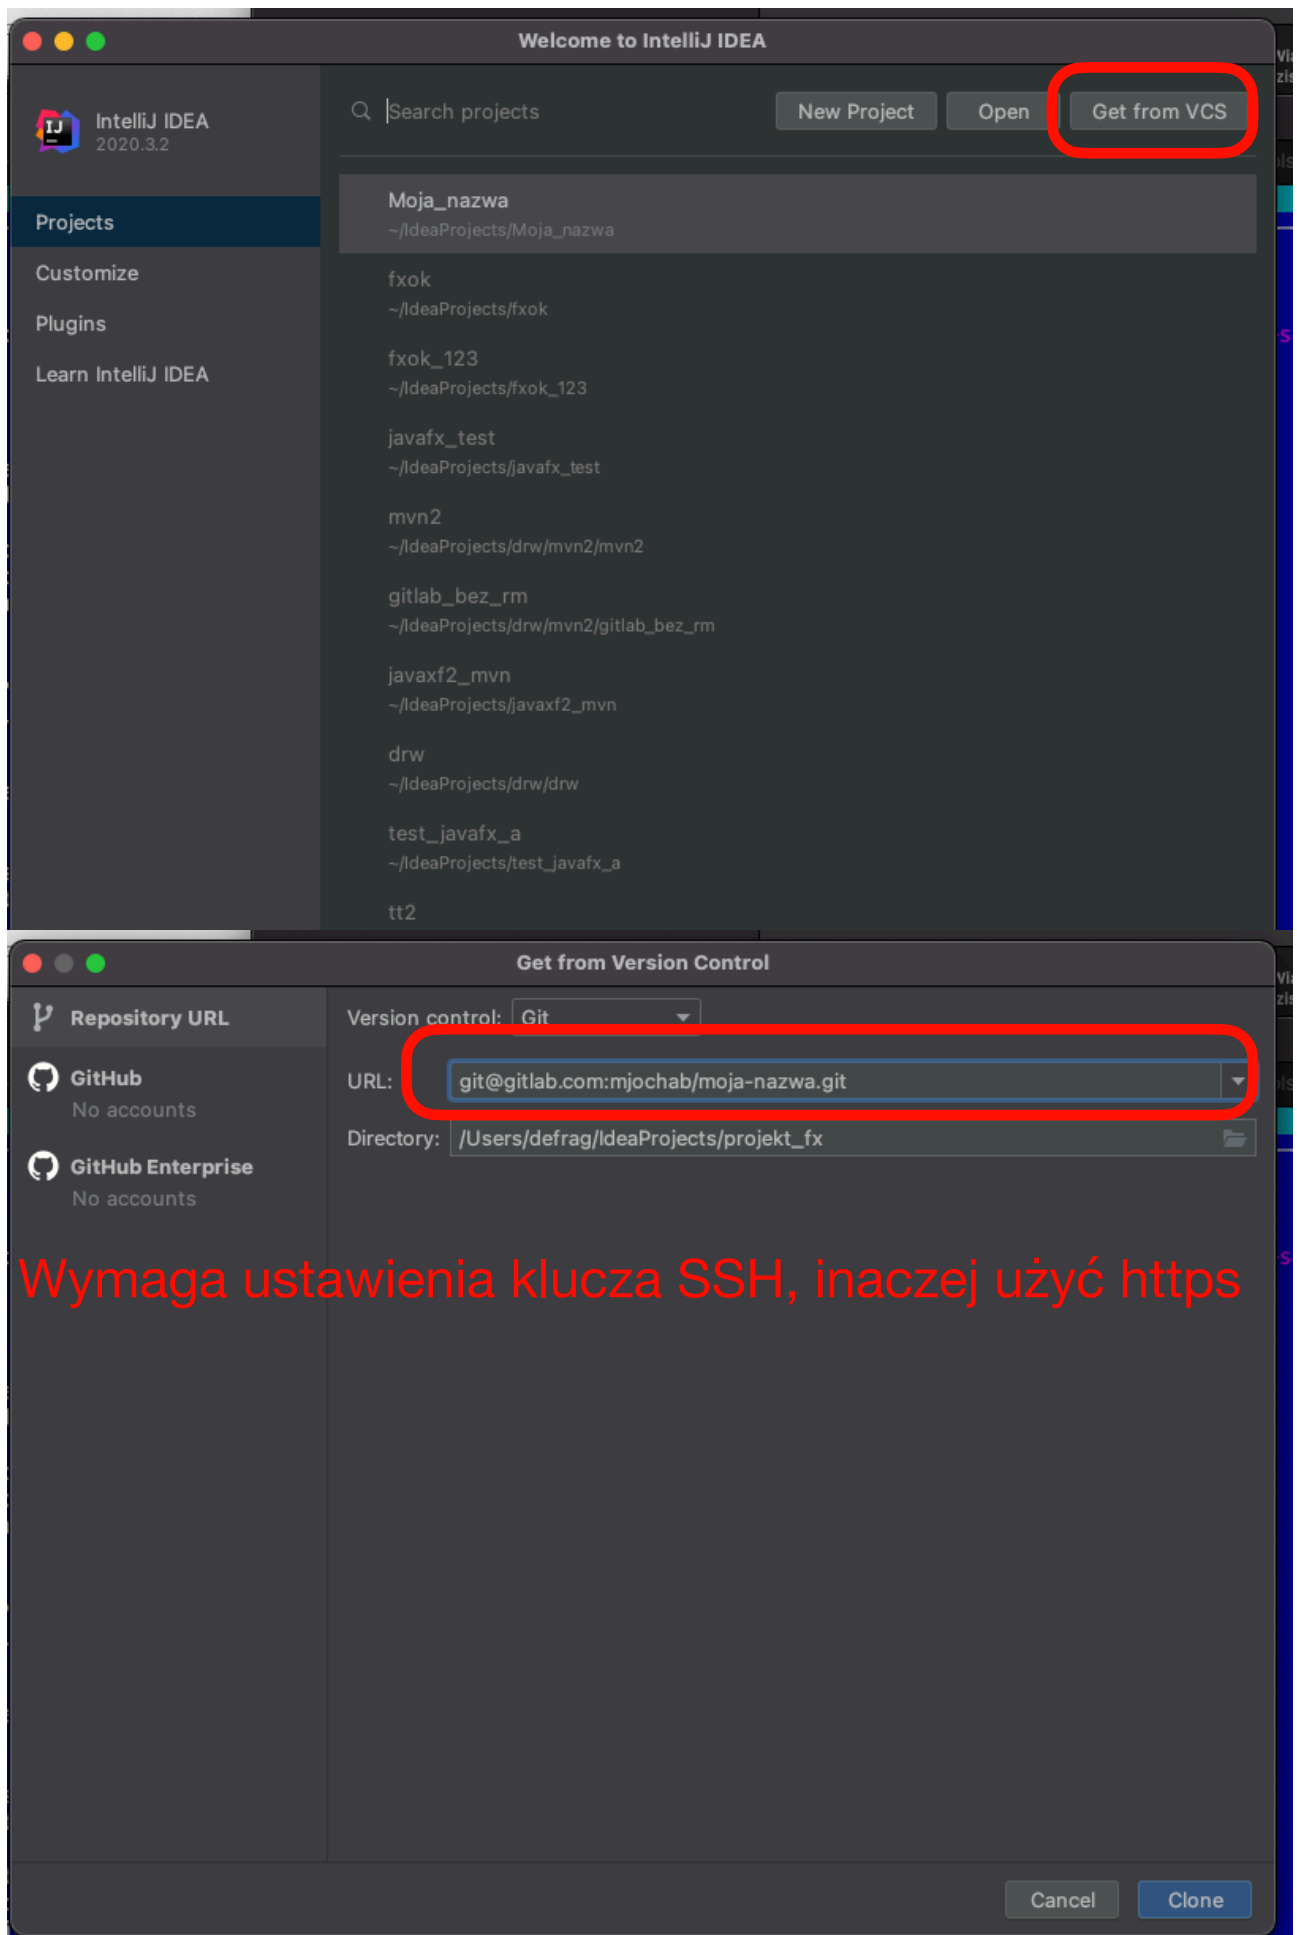 Welcome to IntelliJ IDEA
IntelliJ IDEA
2020.3.2
Search projects
New Project
Open
Get from VCS
Projects
Customize
Plugins
Learn IntelliJ IDEA
Moja_nazwa
~/IdeaProjects/Moja_nazwa
fxok
~/IdeaProjects/fxok
fxok_123
~/IdeaProjects/fxok_123
javafx_test
~/IdeaProjects/javafx_test
mvn2
~/IdeaProjects/drw/mvn2/mvn2
gitlab_bez_rm
~/IdeaProjects/drw/mvn2/gitlab_bez_rm
javaxf2_mvn
~/IdeaProjects/javaxf2_mvn
drw
~/IdeaProjects/drw/drw
test_javafx_a
~/IdeaProjects/test_javafx_a
tt2
Get from Version Control
Repository URL
GitHub
No accounts
GitHub Enterprise
No accounts
Version control: Git
URL: git@gitlab.com:mjochab/moja-nazwa.git
Directory: /Users/defrag/IdeaProjects/projekt_fx
Wymaga ustawienia klucza SSH, inaczej użyć https
Cancel
Clone